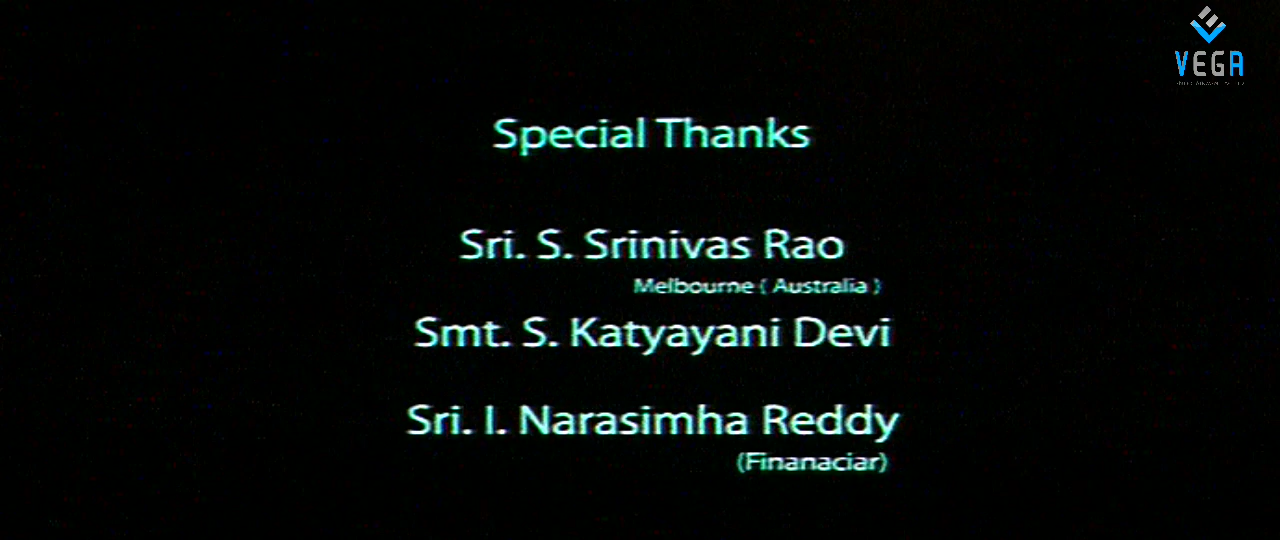 VEGA
Special Thanks
Sri. S. Srinivas Rao
Melbourne ( Australia )
Smt. S. Katyayani Devi
Sri. I. Narasimha Reddy
(Finanaciar)